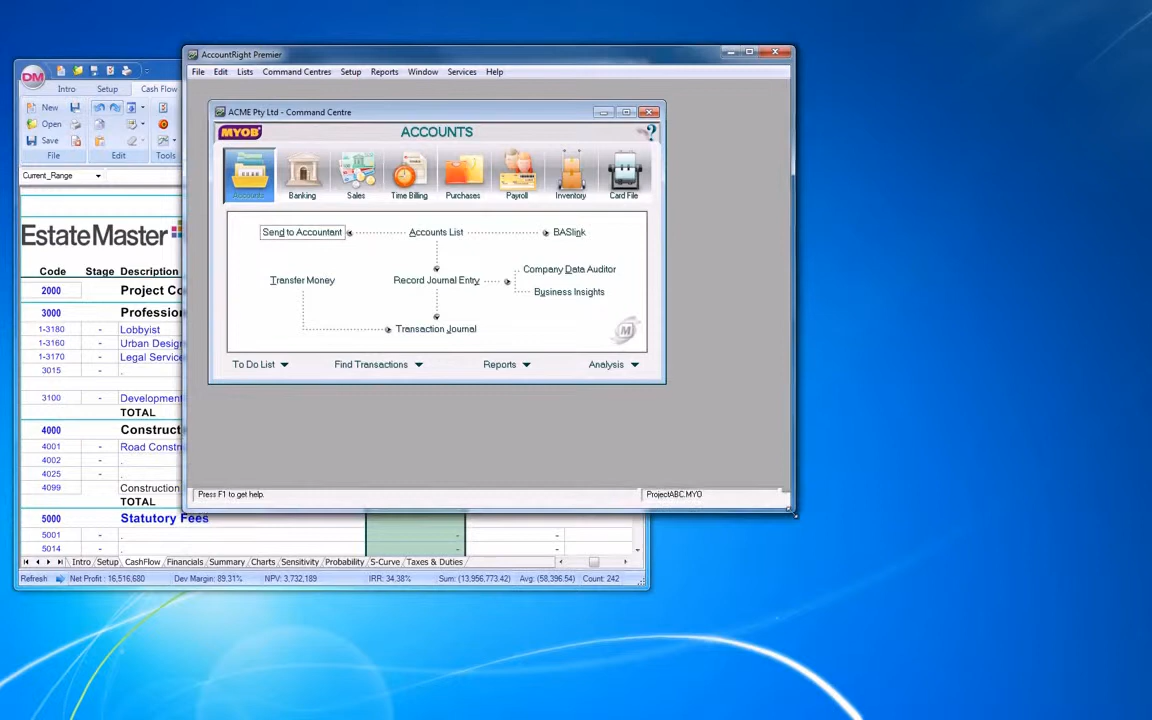 AccountRight Premier
File Edit Lists Command Centres Setup Reports Window Services Help
ACME Pty Ltd - Command Centre
MYOB ACCOUNTS ?
Accounts Banking Sales Time Billing Purchases Payroll Inventory Card File
Send to Accountant Accounts List BASlink
Company Data Auditor
Transfer Money Record Journal Entry
Business Insights
Transaction Journal
M
To Do List Find Transactions Reports Analysis
Press F1 to get help. ProjectABC.MYO
DM
Intro Setup Cash Flow
New
Open
Save
File Edit Tools
Current_Range
EstateMaster
Code Stage Description
2000 Project Co
3000 Profession
1-3180 - Lobbyist
1-3160 - Urban Desig
1-3170 - Legal Service
3015 - .
3100 - Development
TOTAL
4000 Construct
4001 - Road Constr
4002 - .
4025 - .
4099 Construction
TOTAL
5000 Statutory Fees
5001 - . - -
5014 - . - -
Intro Setup CashFlow Financials Summary Charts Sensitivity Probability S-Curve Taxes & Duties
Refresh Net Profit : 16,516,680 Dev Margin: 89.31% NPV: 3,732,189 IRR: 34.38% Sum: (13,956,773.42) Avg: (58,396.54) Count: 242